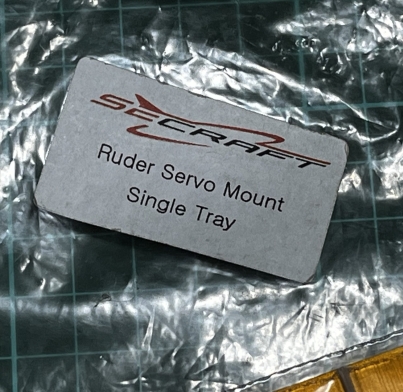 SECRAFT
Ruder Servo Mount
Single Tray